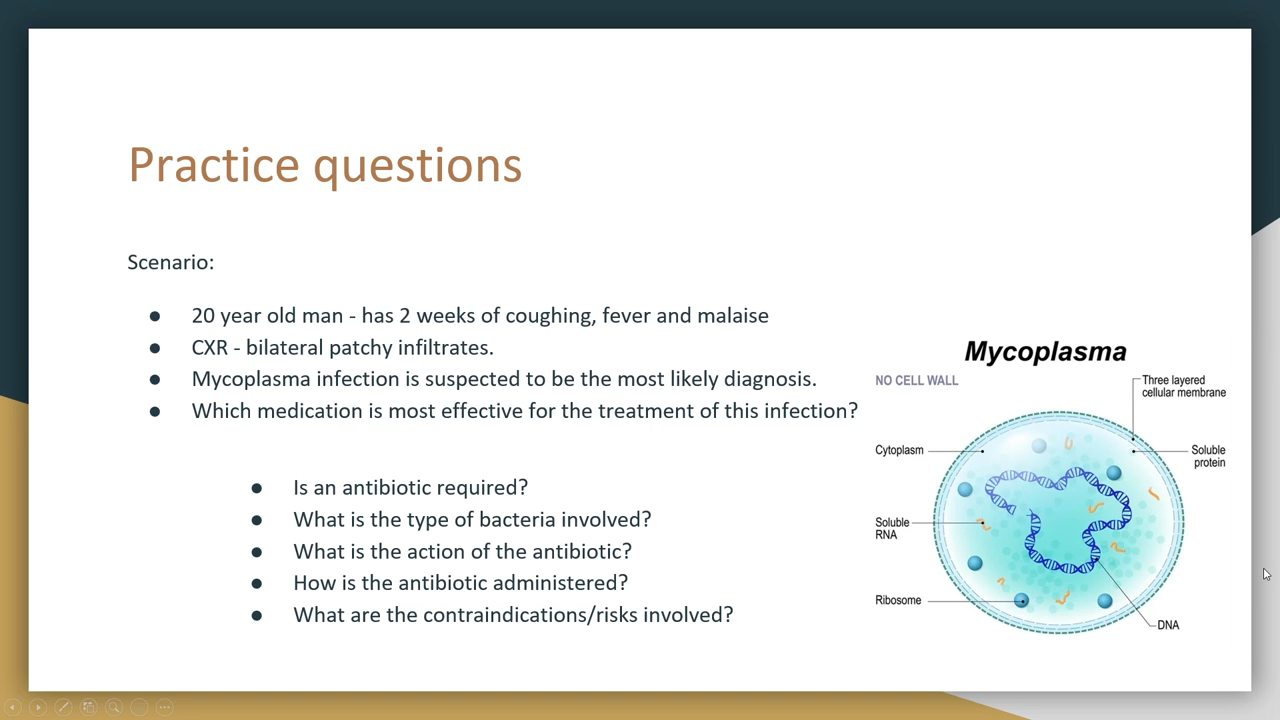 Practice questions
Scenario:
● 20 year old man - has 2 weeks of coughing, fever and malaise
● CXR - bilateral patchy infiltrates.
● Mycoplasma infection is suspected to be the most likely diagnosis.
● Which medication is most effective for the treatment of this infection?
● Is an antibiotic required?
● What is the type of bacteria involved?
● What is the action of the antibiotic?
● How is the antibiotic administered?
● What are the contraindications/risks involved?
Mycoplasma
NO CELL WALL
Three layered
cellular membrane
Cytoplasm
Soluble
protein
Soluble
RNA
Ribosome
DNA